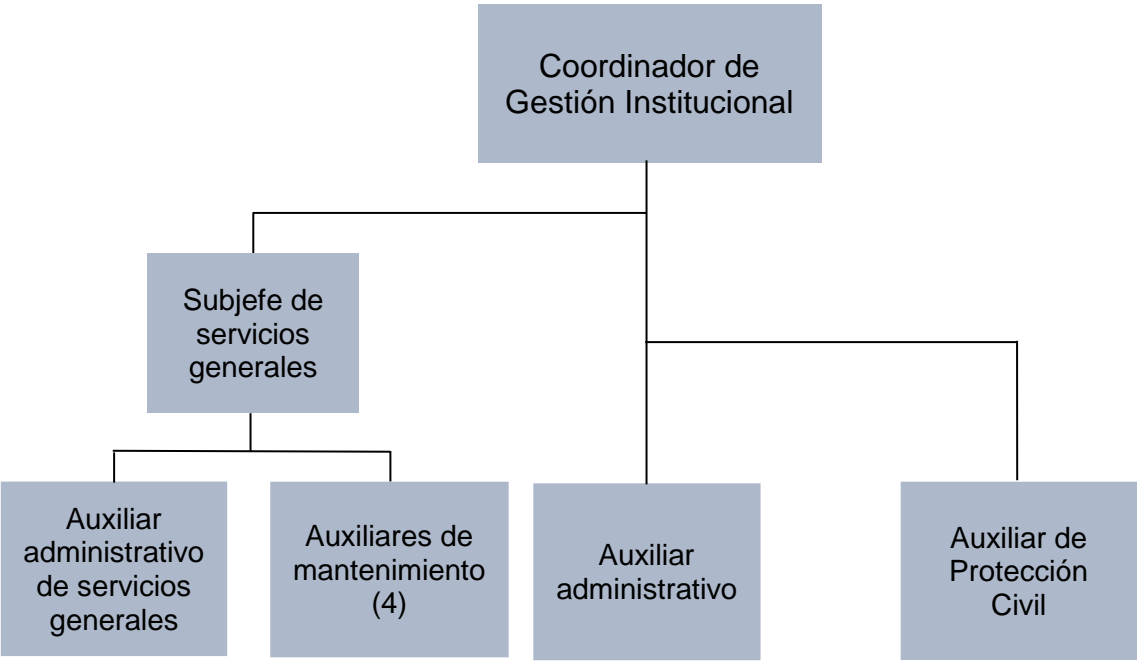 Coordinador de
Gestión Institucional
Subjefe de
servicios
generales
Auxiliar
administrativo
de servicios
generales
Auxiliares de
mantenimiento
(4)
Auxiliar
administrativo
Auxiliar de
Protección
Civil